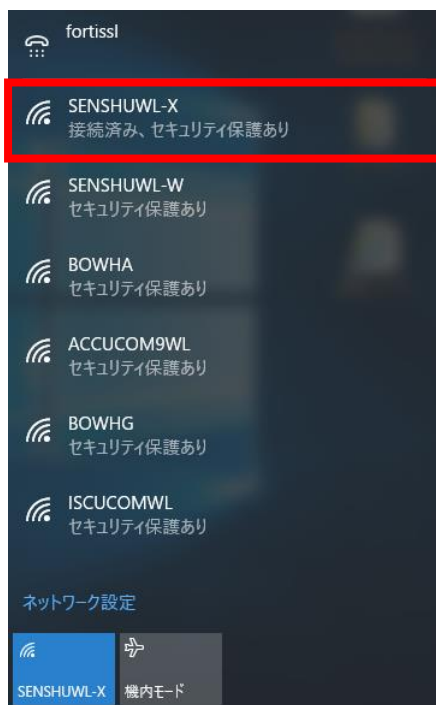 fortissl
SENSHUWL-X
接続済み、セキュリティ保護あり
SENSHUWL-W
セキュリティ保護あり
BOWHA
セキュリティ保護あり
ACCUCOM9WL
セキュリティ保護あり
BOWHG
セキュリティ保護あり
ISCUCOMWL
セキュリティ保護あり
ネットワーク設定
SENSHUWL-X
機内モード